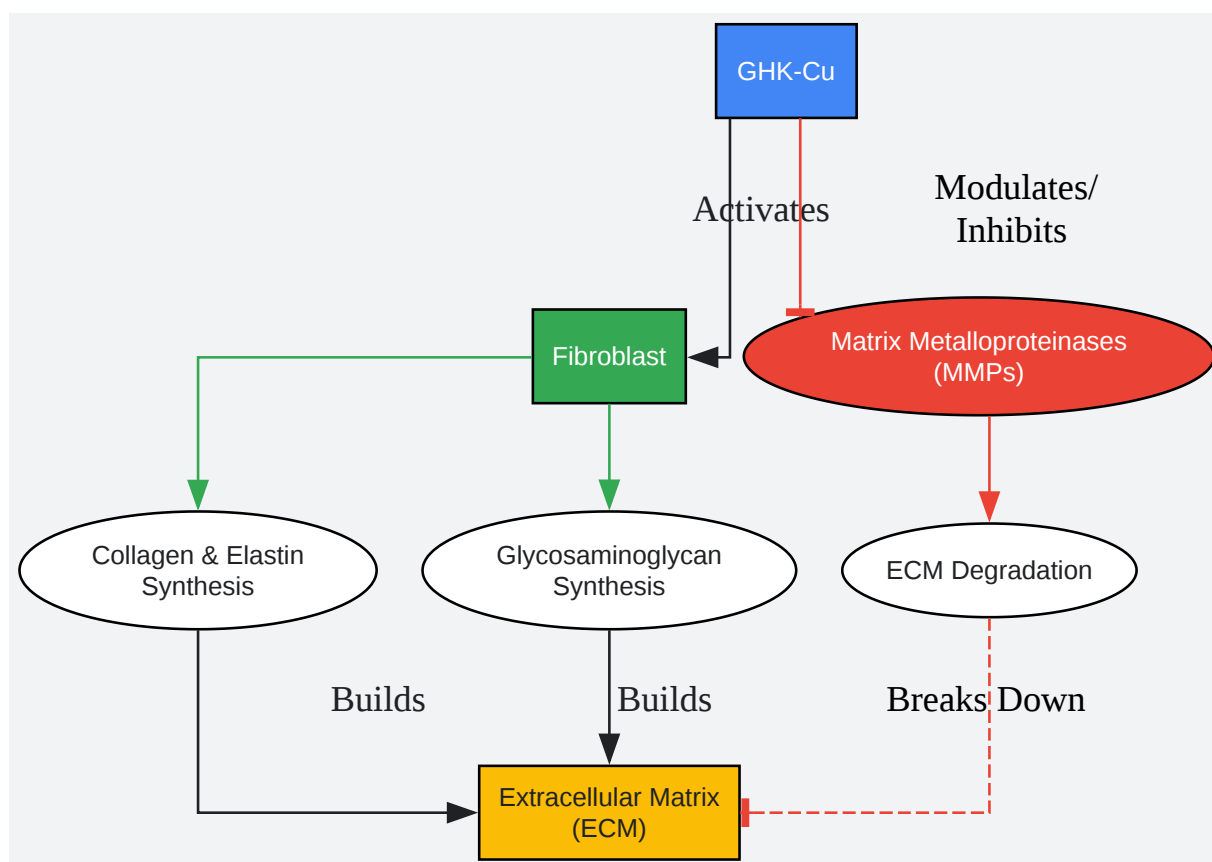 GHK-Cu
Activates
Modulates/
Inhibits
Fibroblast
Matrix Metalloproteinases
(MMPs)
Collagen & Elastin
Synthesis
Glycosaminoglycan
Synthesis
ECM Degradation
Builds
Builds
Breaks Down
Extracellular Matrix
(ECM)